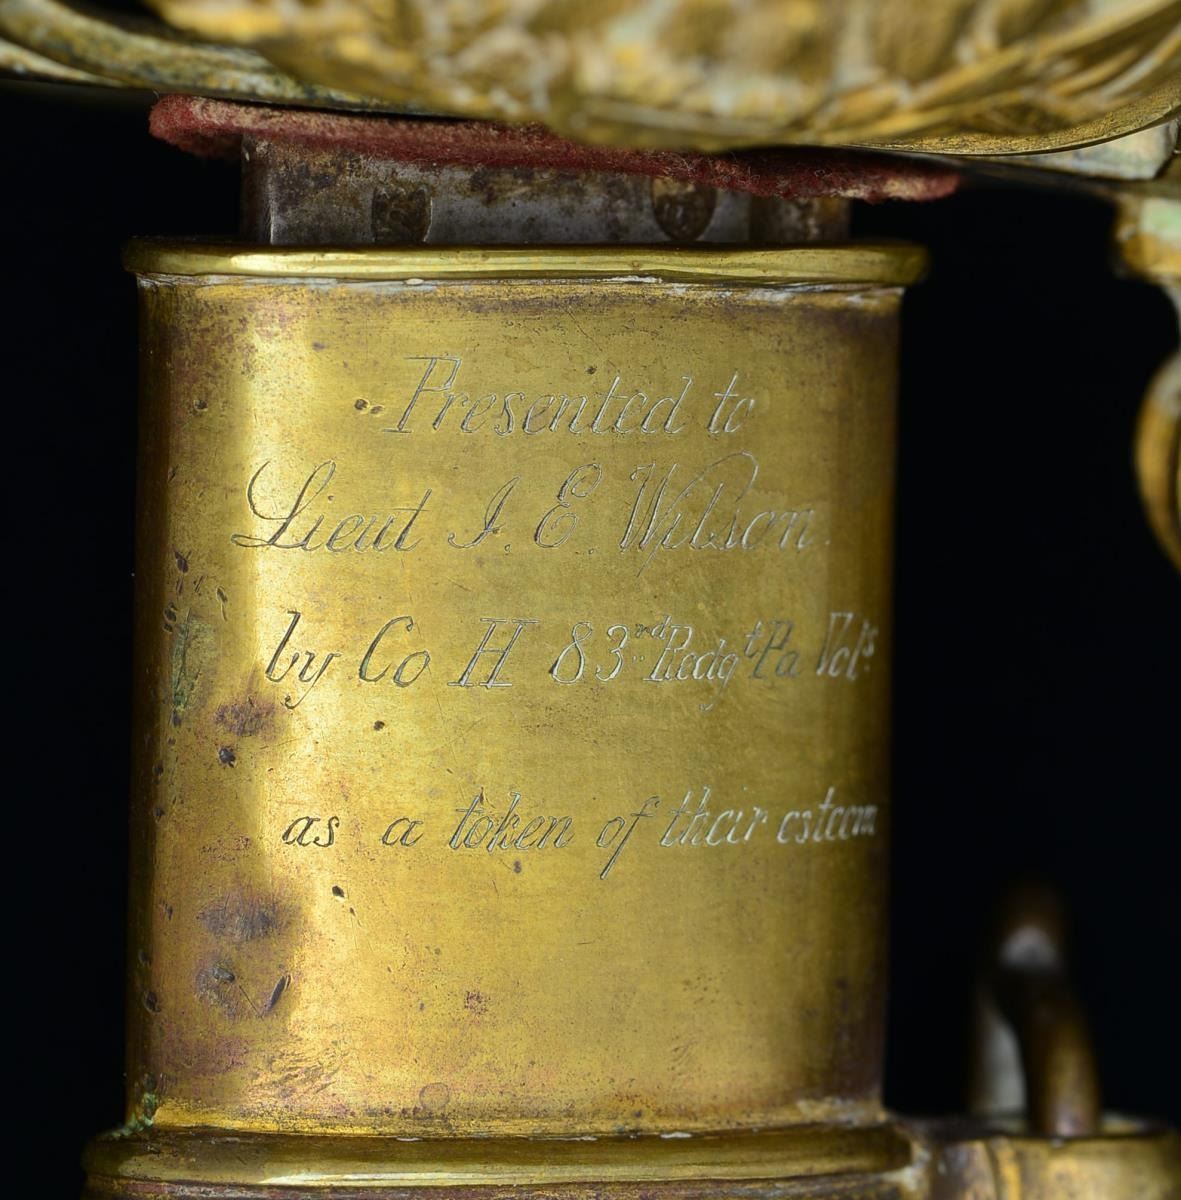 Presented to
Lieut J. E. Wilson.
by Co H 83rd Redgt Pa Vols
as a token of their esteem